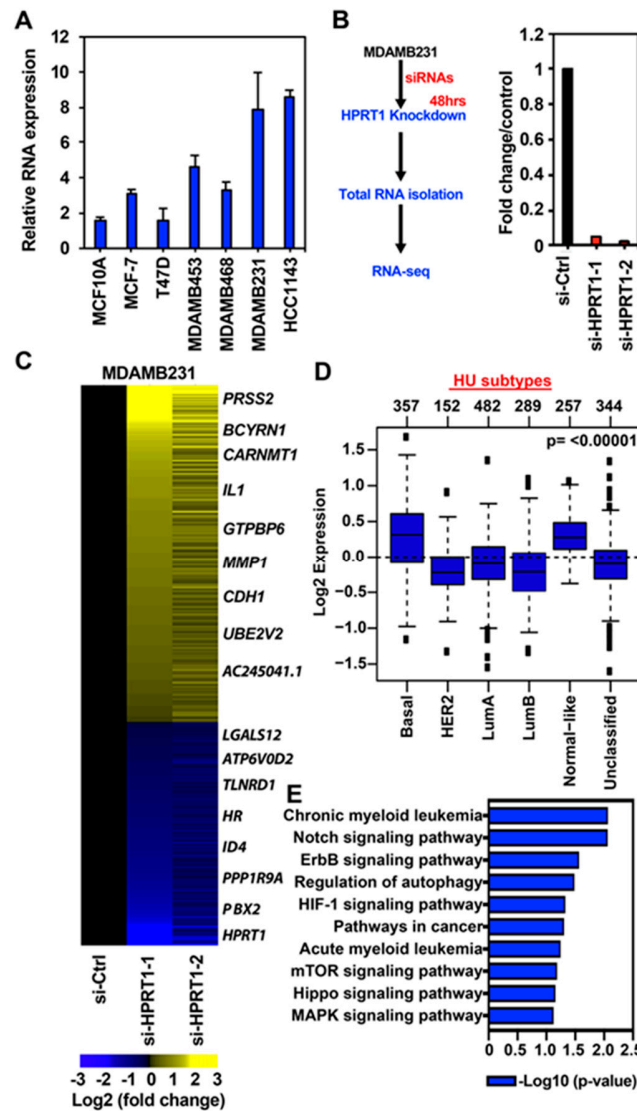 A
Relative RNA expression
12
10
8
6
4
2
0
MCF10A
MCF-7
T47D
MDAMB453
MDAMB468
MDAMB231
HCC1143
B
MDAMB231
siRNAs
48hrs
HPRT1 Knockdown
Total RNA isolation
RNA-seq
Fold change/control
1.2
1
0.8
0.6
0.4
0.2
0
si-Ctrl
si-HPRT1-1
si-HPRT1-2
C
MDAMB231
PRSS2
BCYRN1
CARNMT1
IL1
GTPBP6
MMP1
CDH1
UBE2V2
AC245041.1
LGALS12
ATP6V0D2
TLNRD1
HR
ID4
PPP1R9A
PBX2
HPRT1
si-Ctrl
si-HPRT1-1
si-HPRT1-2
-3 -2 -1 0 1 2 3
Log2 (fold change)
D
HU subtypes
357 152 482 289 257 344
p= <0.00001
Log2 Expression
1.5
1.0
0.5
0.0
-0.5
-1.0
-1.5
Basal
HER2
LumA
LumB
Normal-like
Unclassified
E
Chronic myeloid leukemia
Notch signaling pathway
ErbB signaling pathway
Regulation of autophagy
HIF-1 signaling pathway
Pathways in cancer
Acute myeloid leukemia
mTOR signaling pathway
Hippo signaling pathway
MAPK signaling pathway
0 0.5 1.0 1.5 2.0 2.5
-Log10 (p-value)